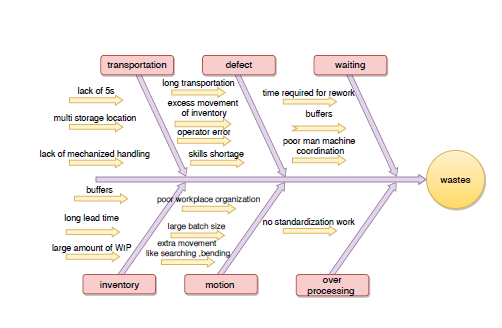 transportation
defect
waiting
lack of 5s
multi storage location
lack of mechanized handling
long transportation
excess movement
of inventory
operator error
skills shortage
time required for rework
buffers
poor man machine
coordination
wastes
buffers
long lead time
large amount of WIP
poor workplace organization
large batch size
extra movement
like searching ,bending
no standardization work
inventory
motion
over
processing